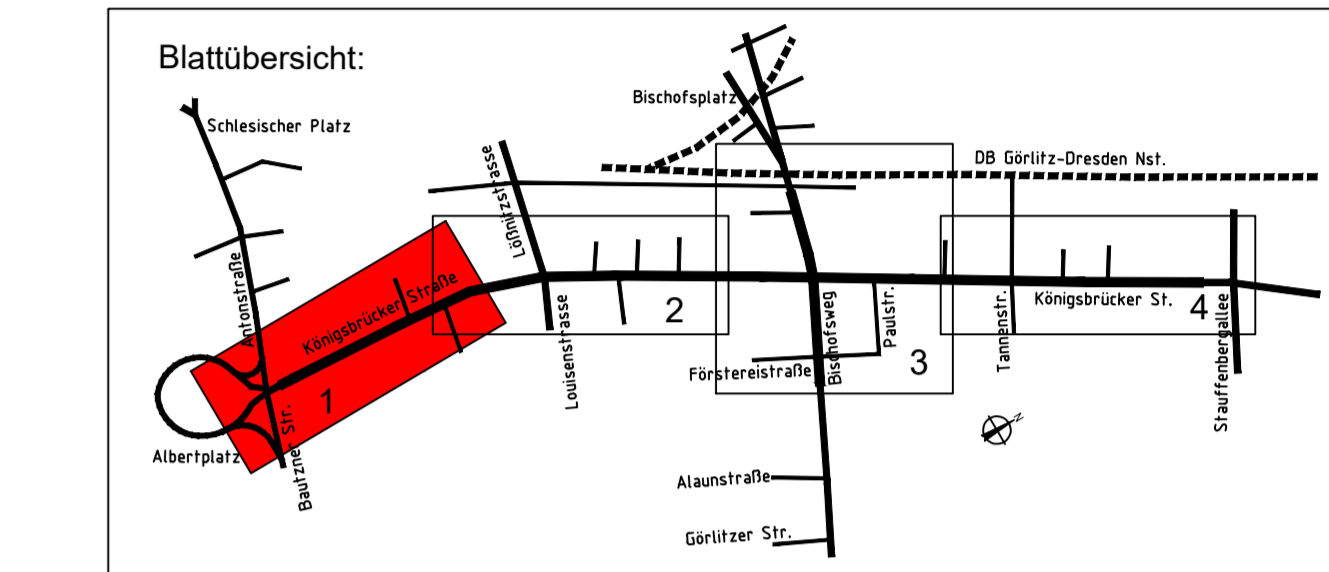 Blattübersicht:
Schlesischer Platz
Bischofsplatz
DB Görlitz-Dresden Nst.
Lößnitzstrasse
Antonstraße
Königsbrücker Straße
1
2
Louisenstrasse
Albertplatz
Bautzner Str.
Förstereistraße
Bischofsweg
Paulstr.
3
Tannenstr.
Königsbrücker St.
4
Stauffenbergallee
N
Alaunstraße
Görlitzer Str.